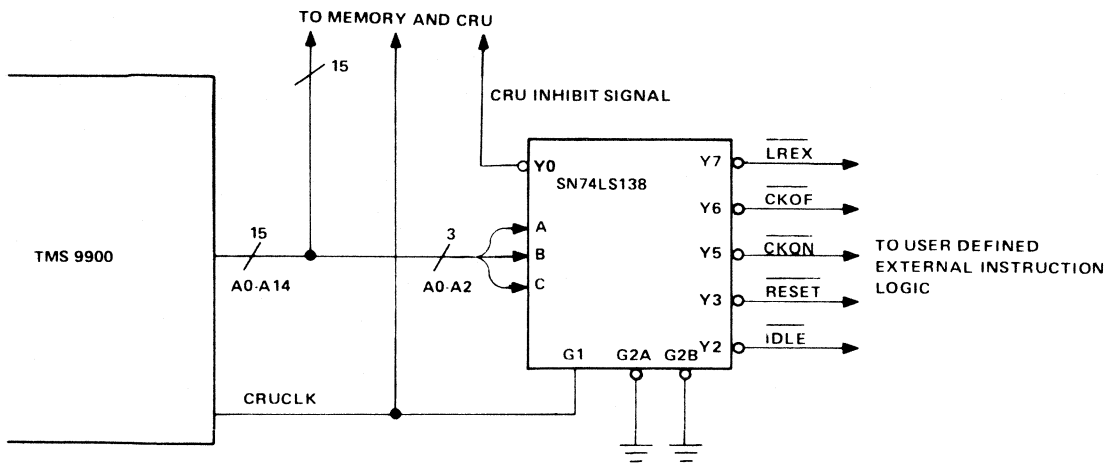 TO MEMORY AND CRU
15
CRU INHIBIT SIGNAL
Y0
SN74LS138
Y7
LREX
Y6
CKOF
A
15
3
B
Y5
CKON
TO USER DEFINED
EXTERNAL INSTRUCTION
LOGIC
TMS 9900
A0-A14
A0-A2
C
Y3
RESET
Y2
IDLE
G1
G2A
G2B
CRUCLK